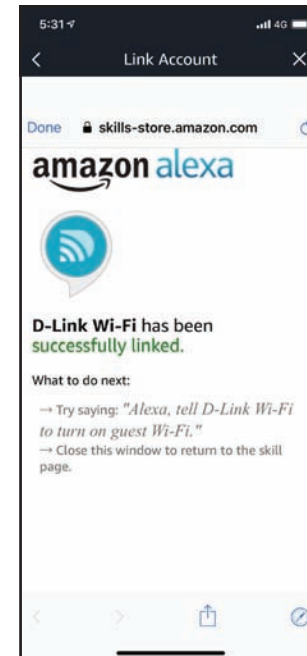 5:31
4G
Link Account
Done
skills-store.amazon.com
amazon alexa
D-Link Wi-Fi has been
successfully linked.
What to do next:
→ Try saying: "Alexa, tell D-Link Wi-Fi
to turn on guest Wi-Fi."
→ Close this window to return to the skill
page.